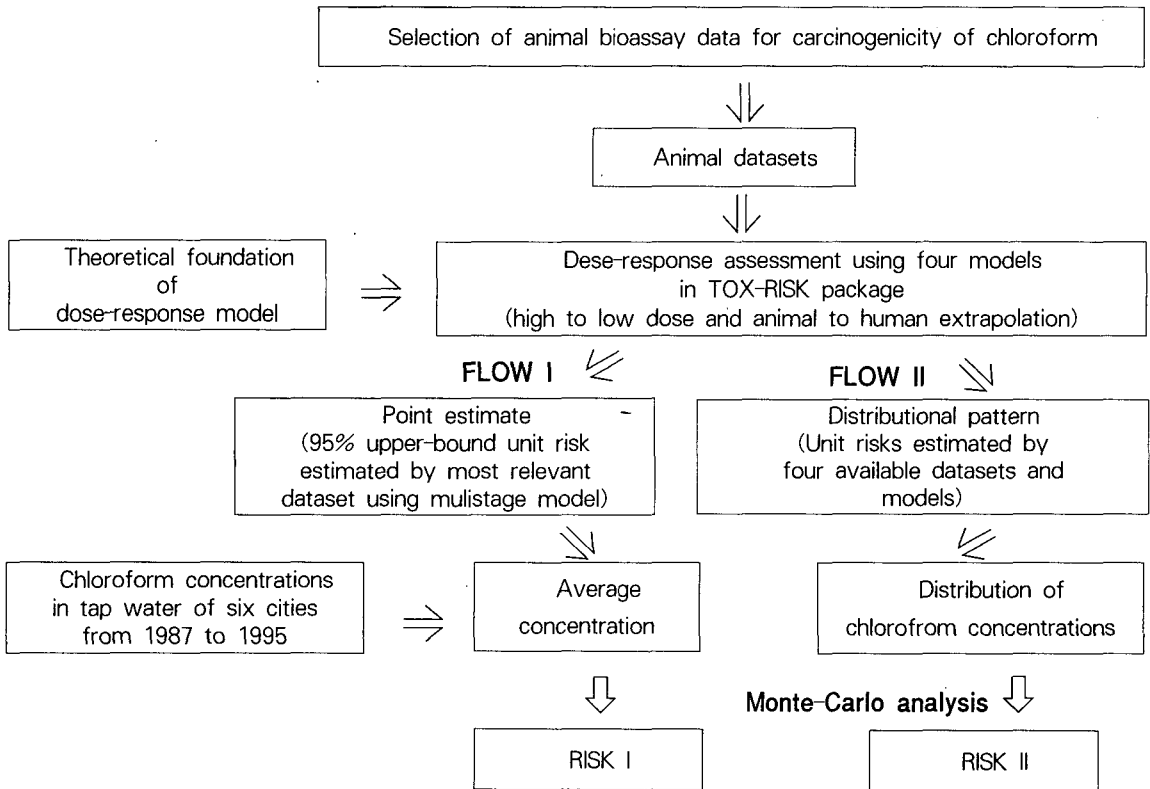 Selection of animal bioassay data for carcinogenicity of chloroform
Animal datasets
Theoretical foundation
of
dose-response model
Dese-response assessment using four models
in TOX-RISK package
(high to low dose and animal to human extrapolation)
FLOW I
FLOW II
Point estimate
(95% upper-bound unit risk
estimated by most relevant
dataset using mulistage model)
Distributional pattern
(Unit risks estimated by
four available datasets and
models)
Chloroform concentrations
in tap water of six cities
from 1987 to 1995
Average
concentration
Distribution of
chlorofrom concentrations
Monte-Carlo analysis
RISK I
RISK II